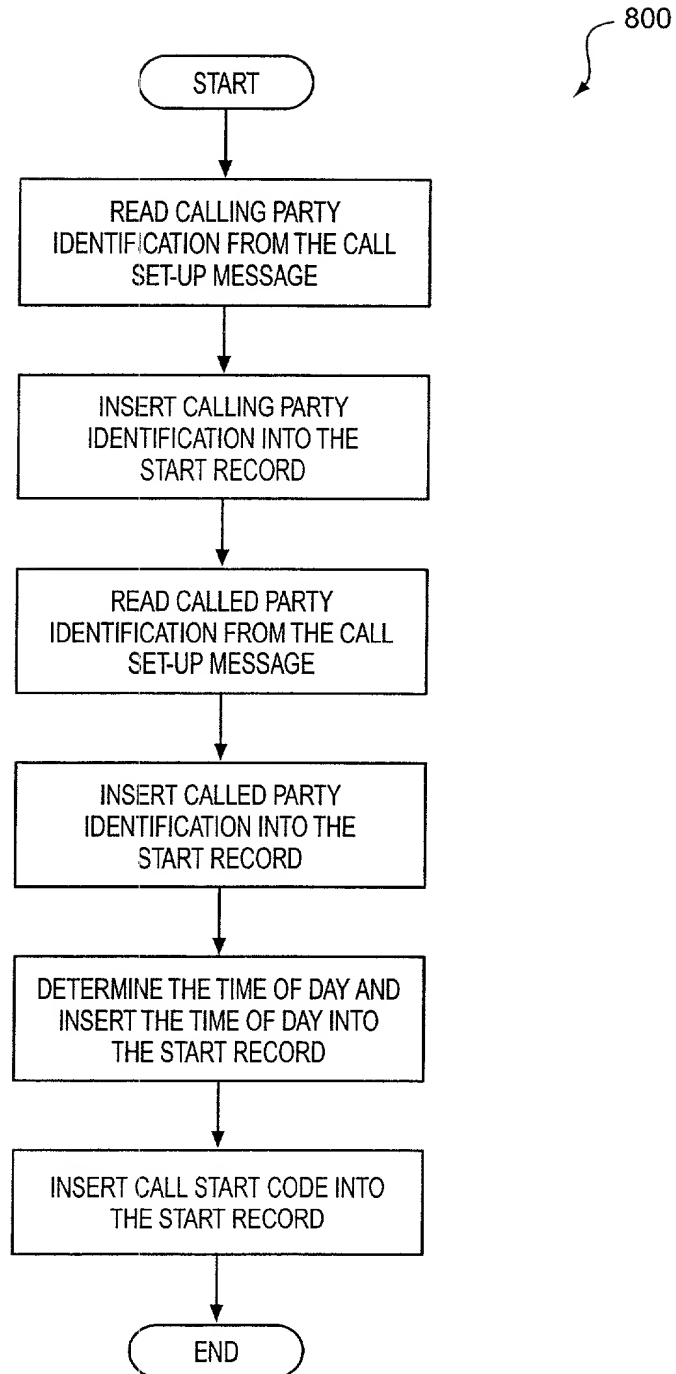 800
START
READ CALLING PARTY
IDENTIFICATION FROM THE CALL
SET-UP MESSAGE
INSERT CALLING PARTY
IDENTIFICATION INTO THE
START RECORD
READ CALLED PARTY
IDENTIFICATION FROM THE CALL
SET-UP MESSAGE
INSERT CALLED PARTY
IDENTIFICATION INTO THE
START RECORD
DETERMINE THE TIME OF DAY AND
INSERT THE TIME OF DAY INTO
THE START RECORD
INSERT CALL START CODE INTO
THE START RECORD
END